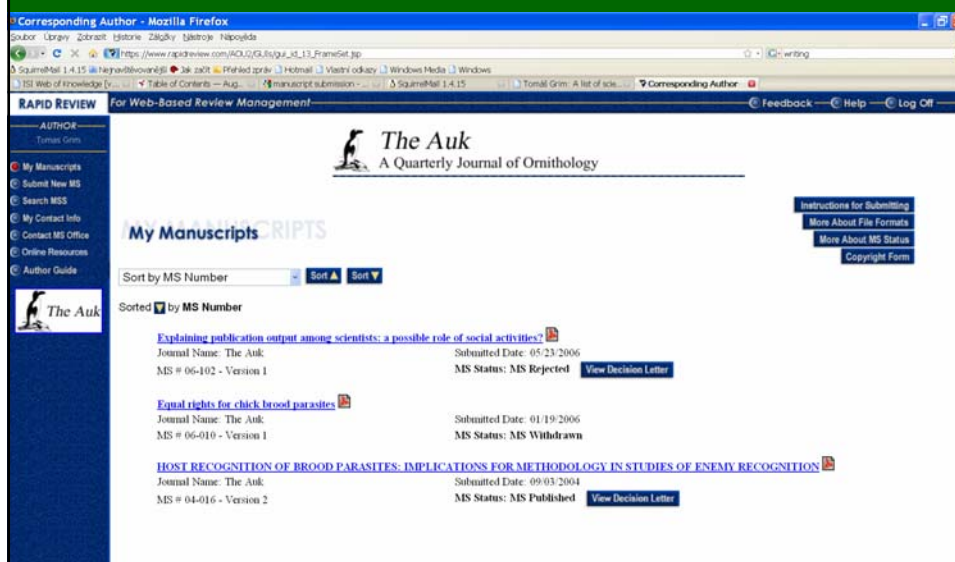 Corresponding Author - Mozilla Firefox
Soubor Úpravy Zobrazit Historie Záložky Nástroje Nápověda
https://www.rapidreview.com/AOU2/GUIs/gui_id_13_FrameSet.jsp
writing
SquirrelMail 1.4.15 Nejnavštěvovanější Jak začít Přehled zpráv Hotmail Vlastní odkazy Windows Media Windows
ISI Web of Knowledge [v... Table of Contents — Aug... manuscript submission - ... SquirrelMail 1.4.15 Tomáš Grim: A list of scie... Corresponding Author
RAPID REVIEW For Web-Based Review Management Feedback Help Log Off
AUTHOR
Tomas Grim
My Manuscripts
Submit New MS
Search MSS
My Contact Info
Contact MS Office
Online Resources
Author Guide
The Auk
The Auk
A Quarterly Journal of Ornithology
Instructions for Submitting
More About File Formats
More About MS Status
Copyright Form
MY MANUSCRIPTS
My Manuscripts
Sort by MS Number Sort Sort
Sorted by MS Number
Explaining publication output among scientists: a possible role of social activities?
Journal Name: The Auk Submitted Date: 05/23/2006
MS # 06-102 - Version 1 MS Status: MS Rejected View Decision Letter
Equal rights for chick brood parasites
Journal Name: The Auk Submitted Date: 01/19/2006
MS # 06-010 - Version 1 MS Status: MS Withdrawn
HOST RECOGNITION OF BROOD PARASITES: IMPLICATIONS FOR METHODOLOGY IN STUDIES OF ENEMY RECOGNITION
Journal Name: The Auk Submitted Date: 09/03/2004
MS # 04-016 - Version 2 MS Status: MS Published View Decision Letter